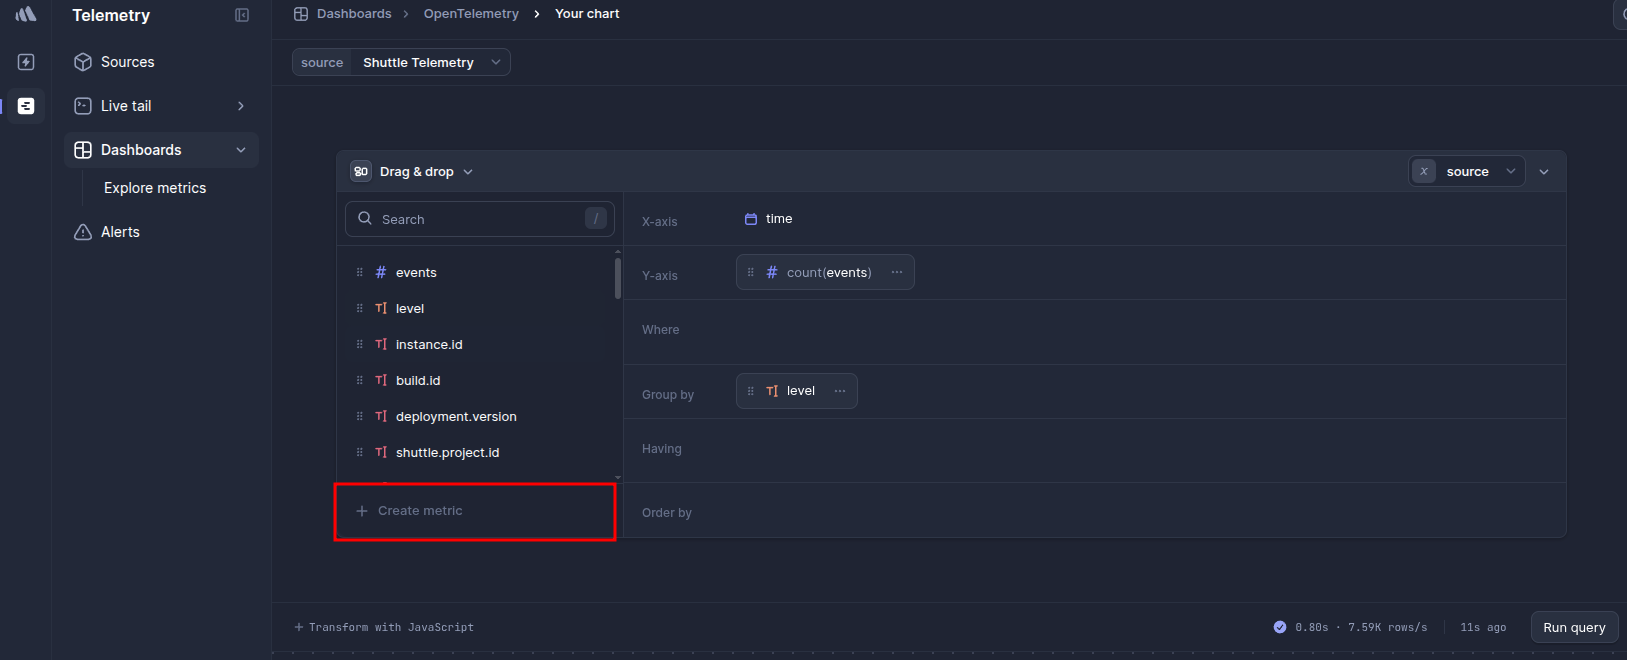 Telemetry
Sources
Live tail
Dashboards
Explore metrics
Alerts
Dashboards > OpenTelemetry > Your chart
source Shuttle Telemetry
Drag & drop
x source
Search /
events
level
instance.id
build.id
deployment.version
shuttle.project.id
+ Create metric
X-axis time
Y-axis # count(events) ...
Where
Group by level ...
Having
Order by
+ Transform with JavaScript
0.80s · 7.59K rows/s
11s ago
Run query